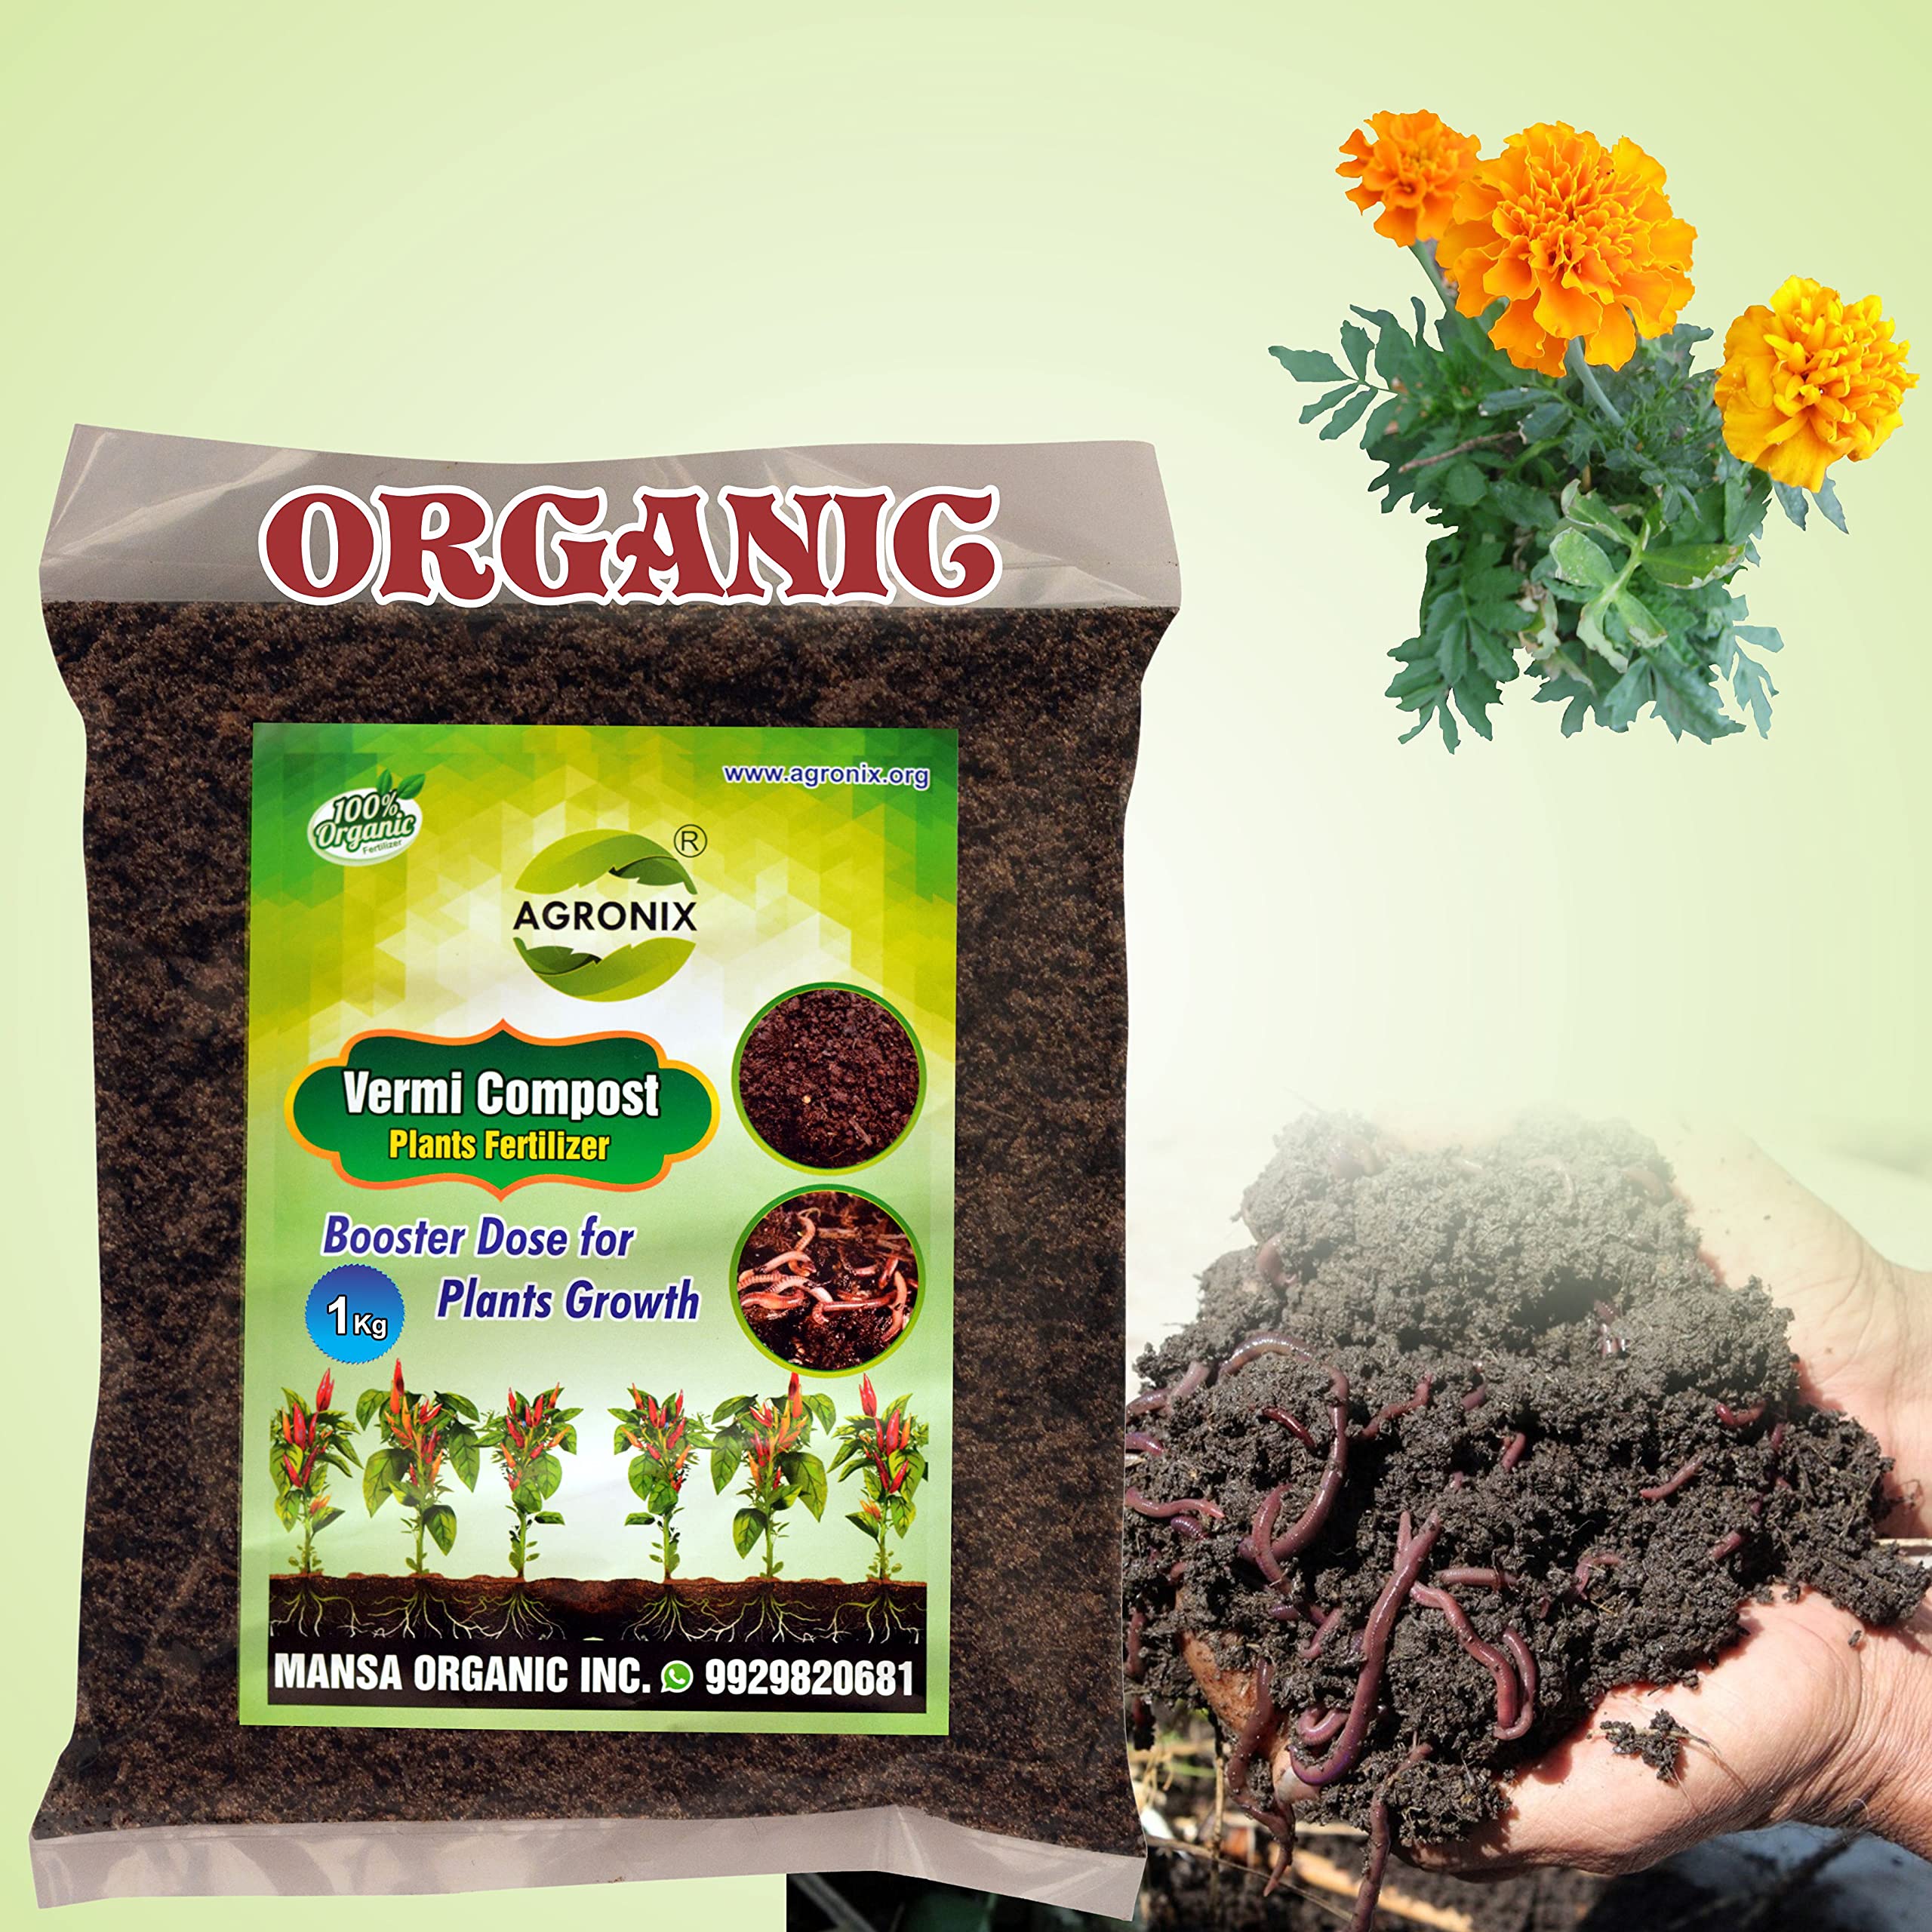 ORGANIC
www.agronix.org
100%
Organic
Fertilizer
®
AGRONIX
Vermi Compost
Plants Fertilizer
Booster Dose for
Plants Growth
1Kg
MANSA ORGANIC INC. 9929820681